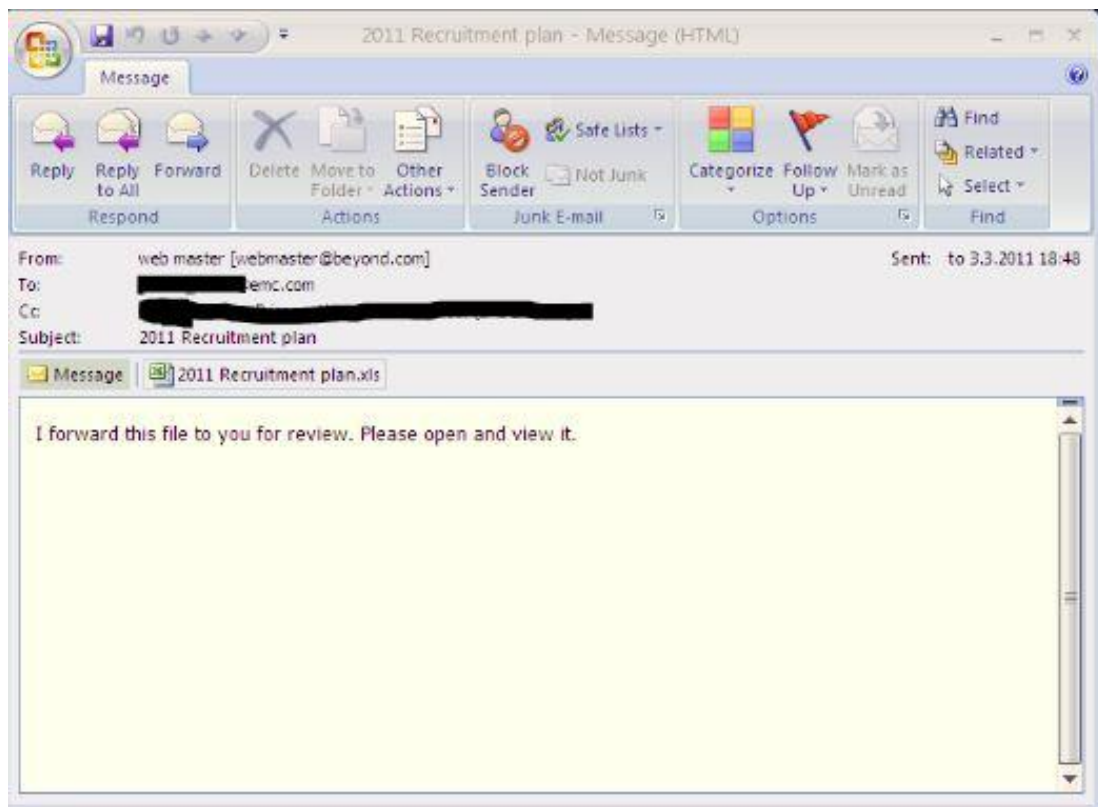 2011 Recruitment plan - Message (HTML)
Message
Reply
Reply to All
Forward
Delete
Move to Folder
Other Actions
Block Sender
Safe Lists
Not Junk
Categorize
Follow Up
Mark as Unread
Find
Related
Select
Respond
Actions
Junk E-mail
Options
Find
From: web master [webmaster@beyond.com] Sent: to 3.3.2011 18:48
To: emc.com
Cc:
Subject: 2011 Recruitment plan
Message 2011 Recruitment plan.xls
I forward this file to you for review. Please open and view it.